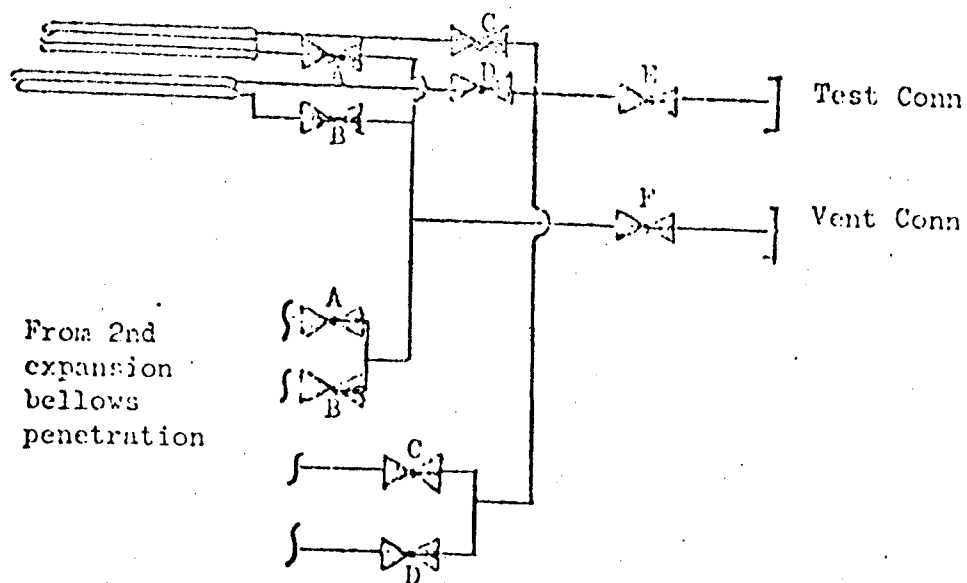 C
A
D
E
Test Conn
B
F
Vent Conn
A
From 2nd
expansion
bellows
penetration
B
C
D